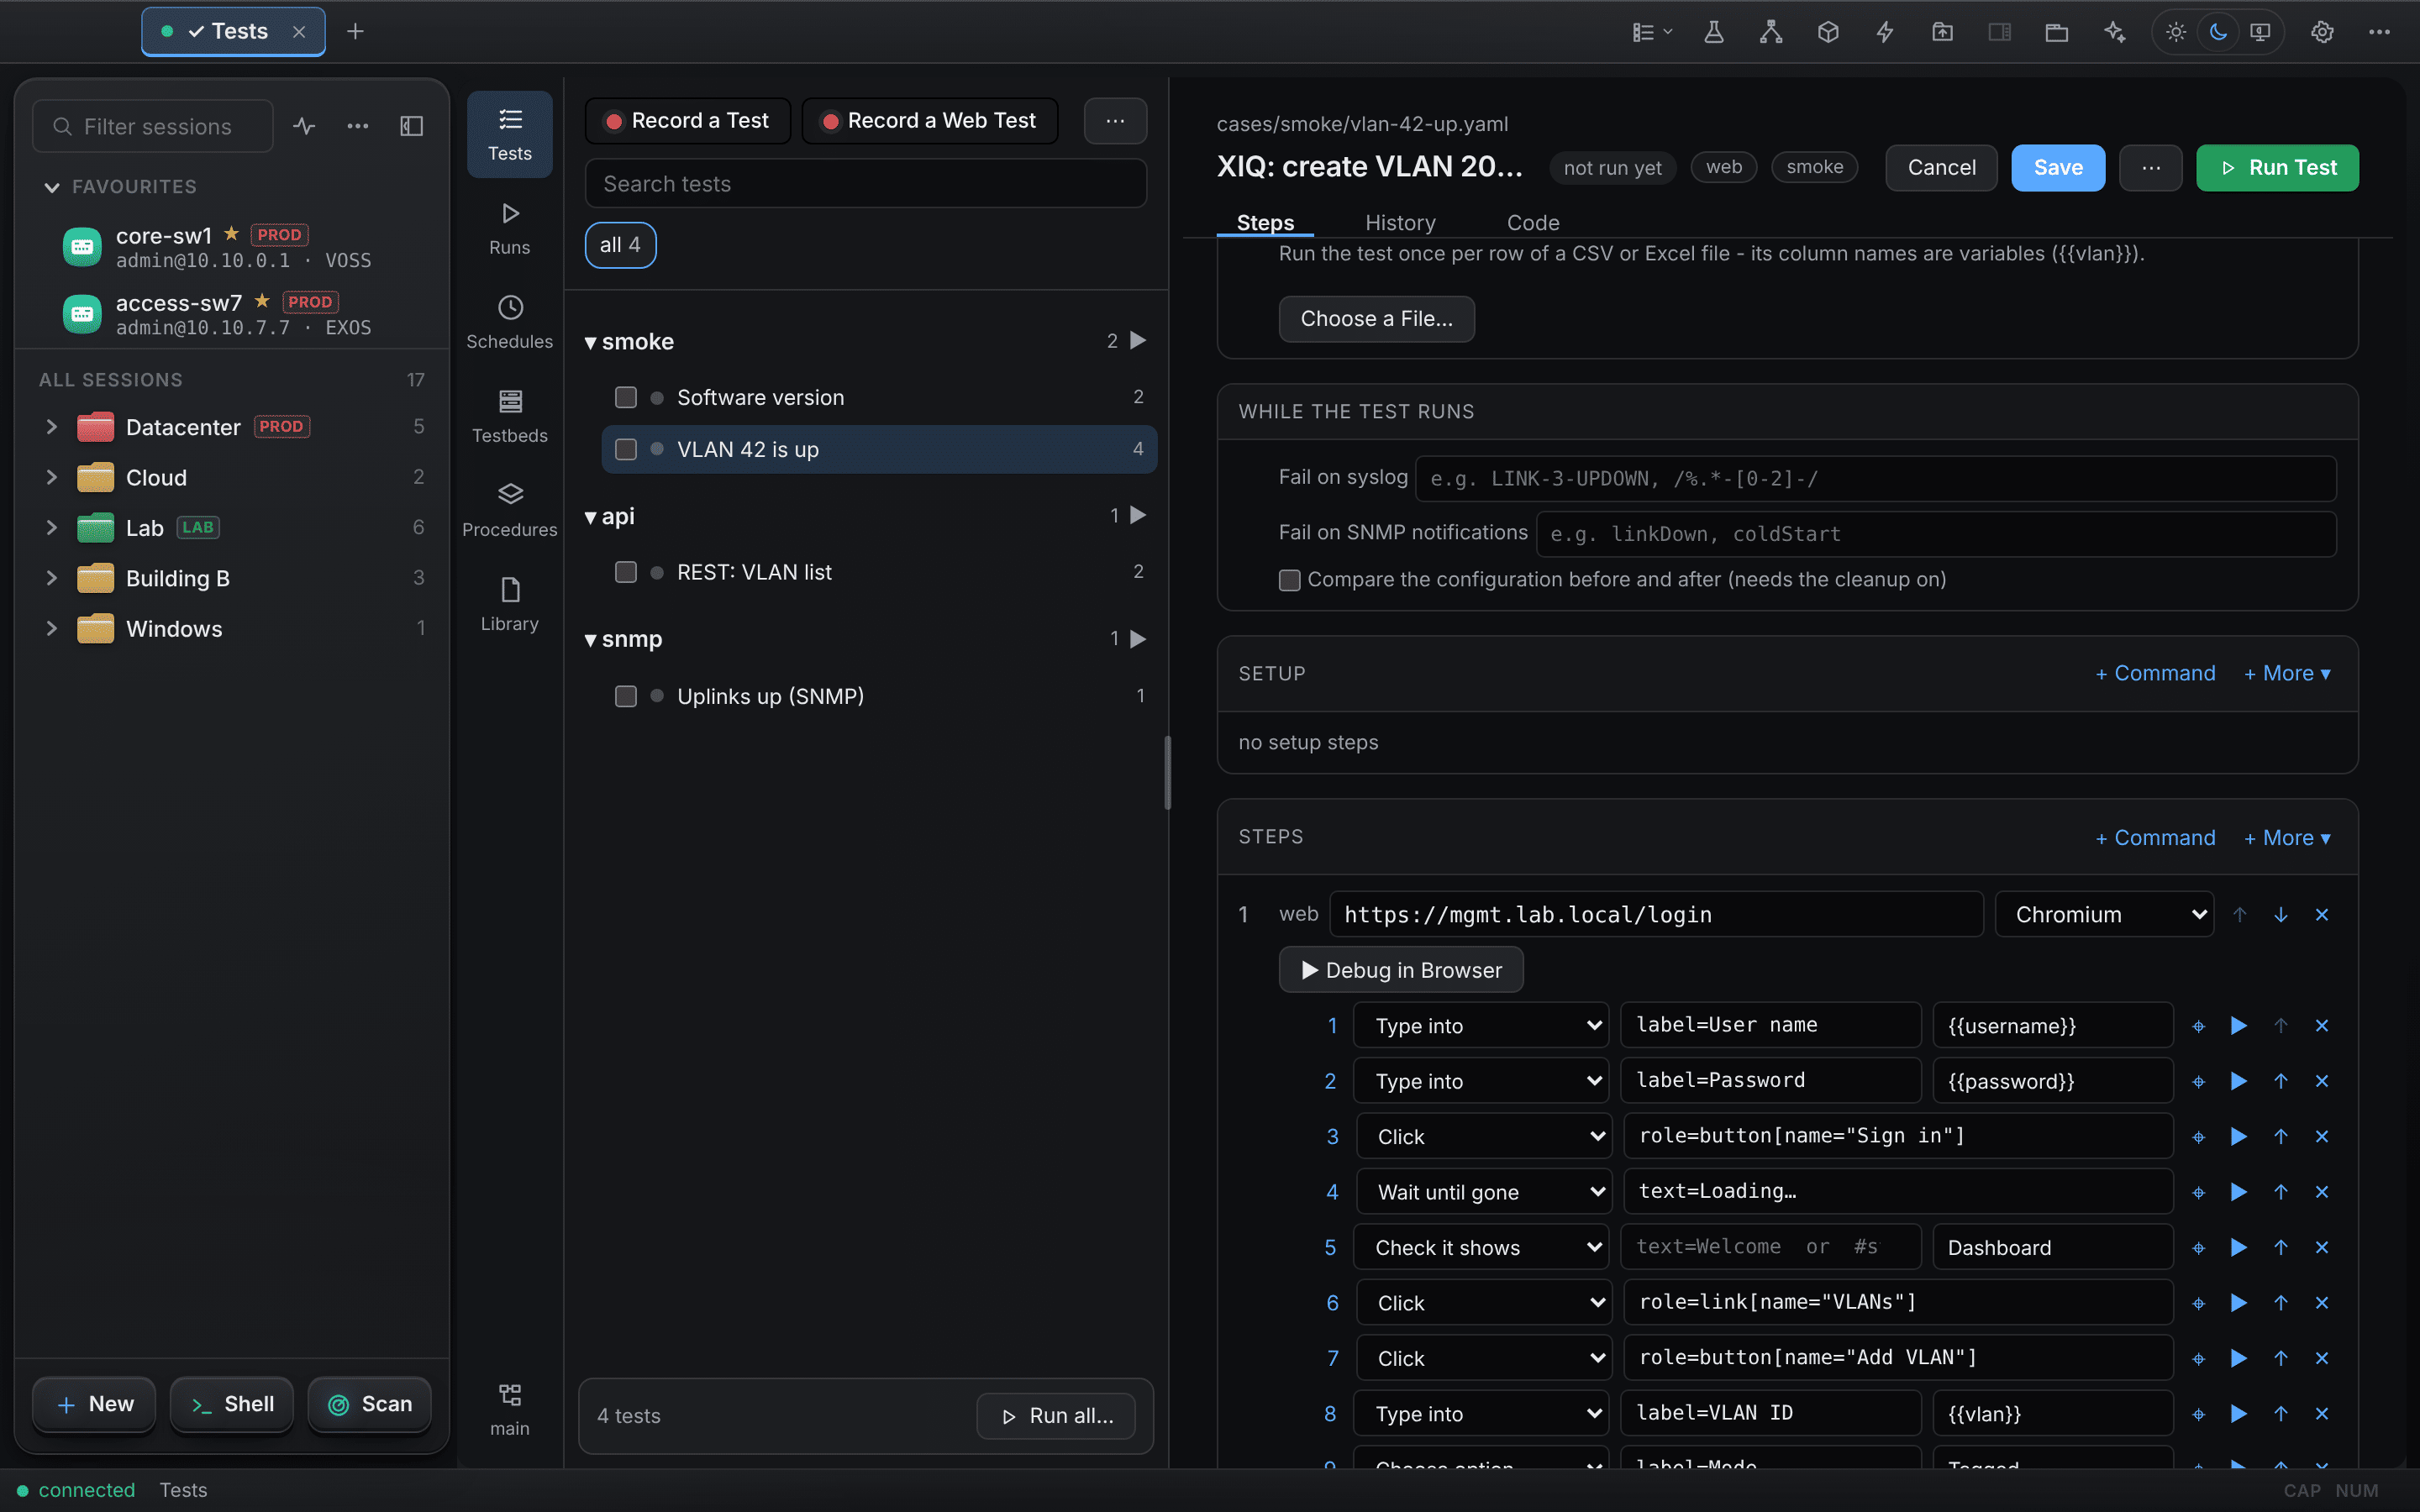 ✓ Tests
Filter sessions
FAVOURITES
core-sw1 ★ PROD
admin@10.10.0.1 · VOSS
access-sw7 ★ PROD
admin@10.10.7.7 · EXOS
ALL SESSIONS 17
Datacenter PROD 5
Cloud 2
Lab LAB 6
Building B 3
Windows 1
New
Shell
Scan
Tests
Runs
Schedules
Testbeds
Procedures
Library
main
Record a Test
Record a Web Test
Search tests
all 4
▾ smoke 2
Software version 2
VLAN 42 is up 4
▾ api 1
REST: VLAN list 2
▾ snmp 1
Uplinks up (SNMP) 1
4 tests
Run all...
cases/smoke/vlan-42-up.yaml
XIQ: create VLAN 20... not run yet web smoke Cancel Save ... Run Test
Steps History Code
Run the test once per row of a CSV or Excel file - its column names are variables ({{vlan}}).
Choose a File...
WHILE THE TEST RUNS
Fail on syslog e.g. LINK-3-UPDOWN, /%.*-[0-2]-/
Fail on SNMP notifications e.g. linkDown, coldStart
Compare the configuration before and after (needs the cleanup on)
SETUP + Command + More ▾
no setup steps
STEPS + Command + More ▾
1 web https://mgmt.lab.local/login Chromium
Debug in Browser
1 Type into label=User name {{username}}
2 Type into label=Password {{password}}
3 Click role=button[name="Sign in"]
4 Wait until gone text=Loading…
5 Check it shows text=Welcome or #s Dashboard
6 Click role=link[name="VLANs"]
7 Click role=button[name="Add VLAN"]
8 Type into label=VLAN ID {{vlan}}
9 Choose option label=Mode Tagged
connected Tests
CAP NUM